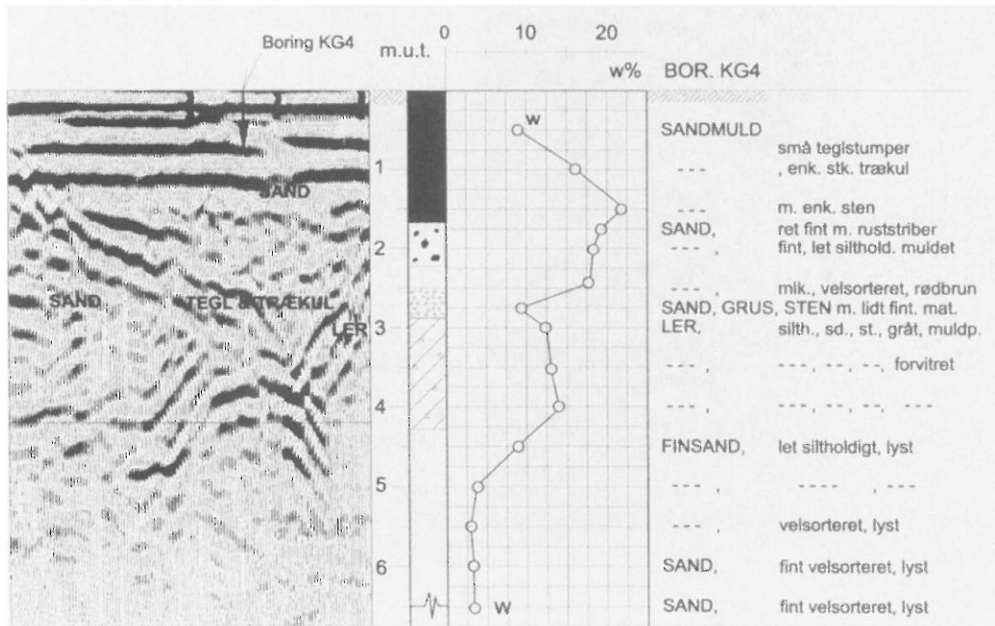 Boring KG4
m.u.t.
0 10 20
w% BOR. KG4
w SANDMULD
små teglstumper
1 --- , enk. stk. trækul
SAND
--- m. enk. sten
SAND, ret fint m. ruststriber
2 --- , fint, let silthold. muldet
SAND TEGL & TRÆKUL --- , mlk., velsorteret, rødbrun
SAND, GRUS, STEN m. lidt fint. mat.
LER 3 LER, silth., sd., st., gråt, muldp.
--- , ---, --, --, forvitret
4 --- , ---, --, --, ---
FINSAND, let siltholdigt, lyst
5 --- , ---- , ---
--- , velsorteret, lyst
6 SAND, fint velsorteret, lyst
W SAND, fint velsorteret, lyst